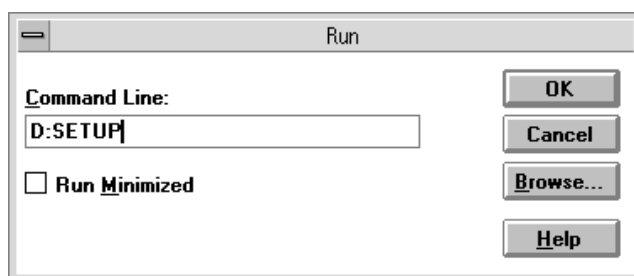 Run
Command Line:
D:SETUP
Run Minimized
OK
Cancel
Browse...
Help